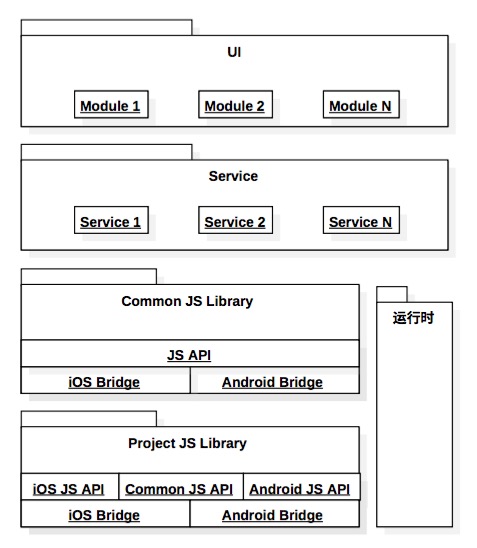 UI
Module 1 Module 2 Module N
Service
Service 1 Service 2 Service N
Common JS Library
JS API
iOS Bridge Android Bridge
运行时
Project JS Library
iOS JS API Common JS API Android JS API
iOS Bridge Android Bridge